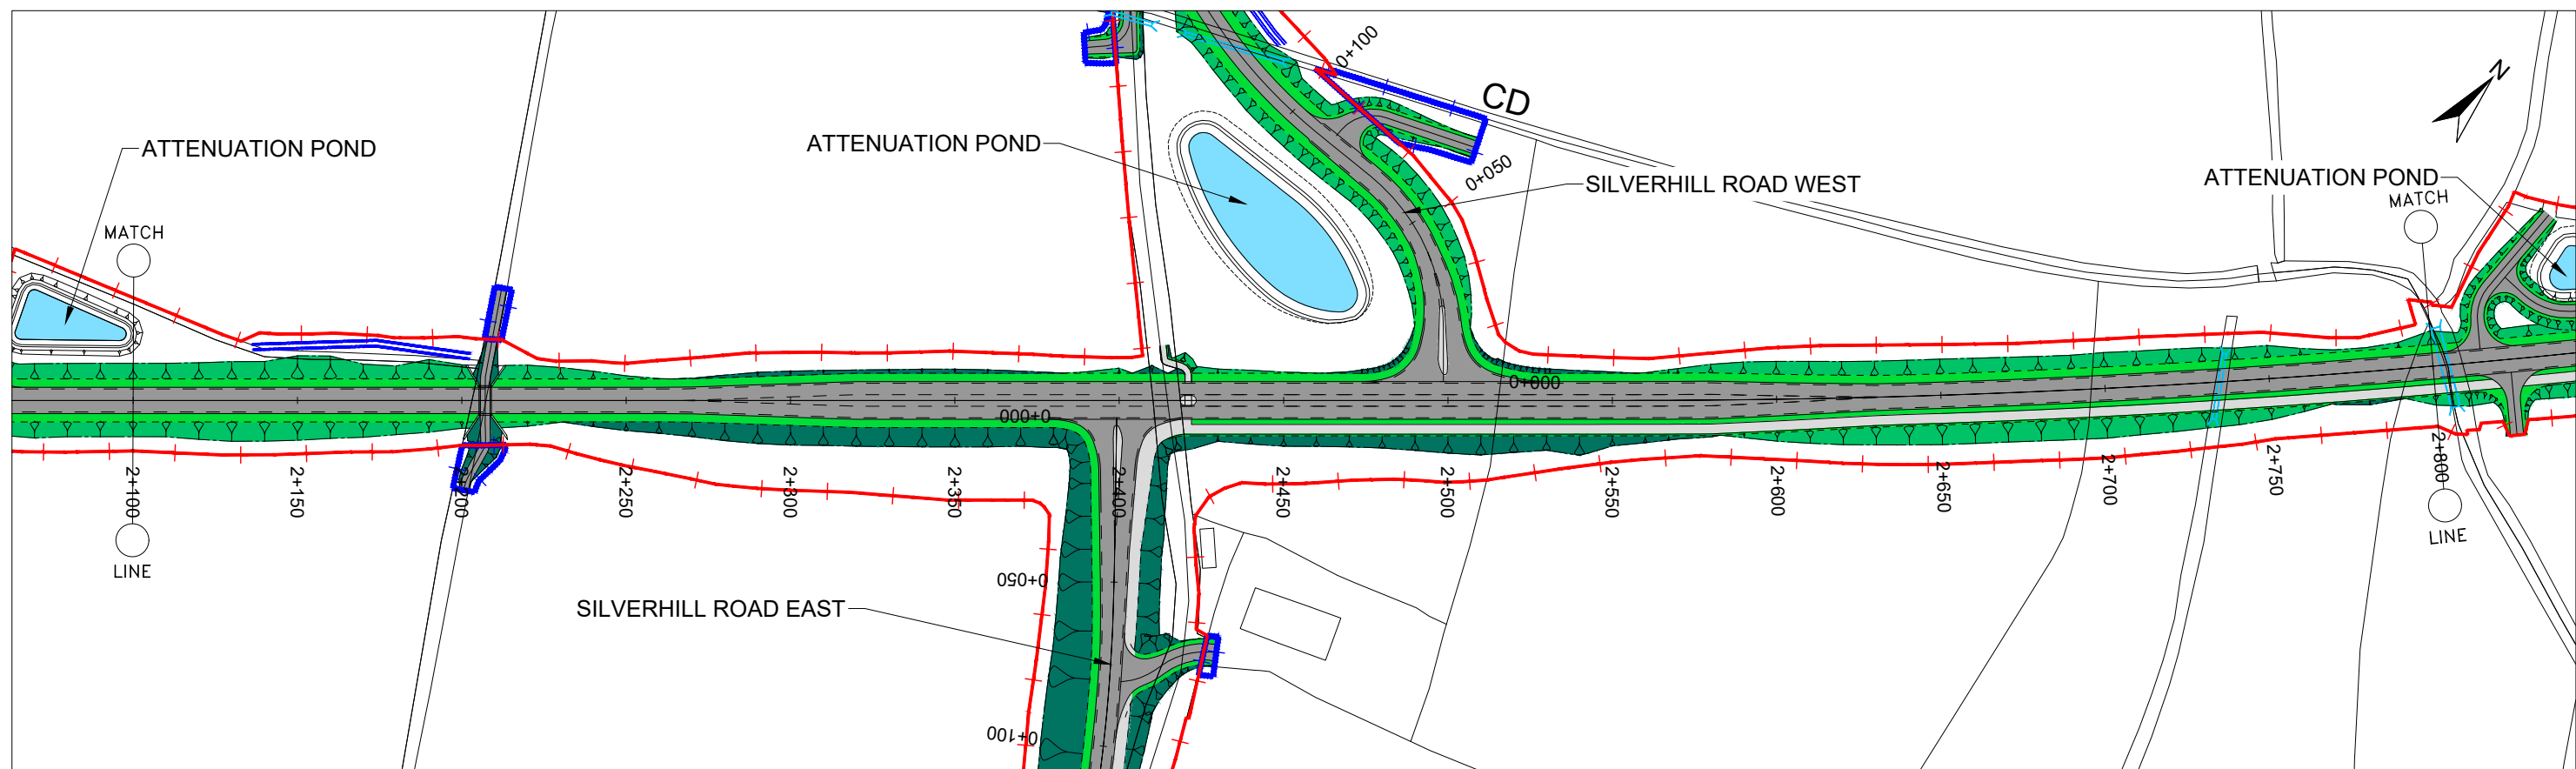 0+100
CD
N
ATTENUATION POND
ATTENUATION POND
0+050
SILVERHILL ROAD WEST
ATTENUATION POND
MATCH
MATCH
0+000
0+000
2+100
2+150
2+200
2+250
2+300
2+350
2+400
2+450
2+500
2+550
2+600
2+650
2+700
2+750
2+800
LINE
LINE
0+050
SILVERHILL ROAD EAST
0+100